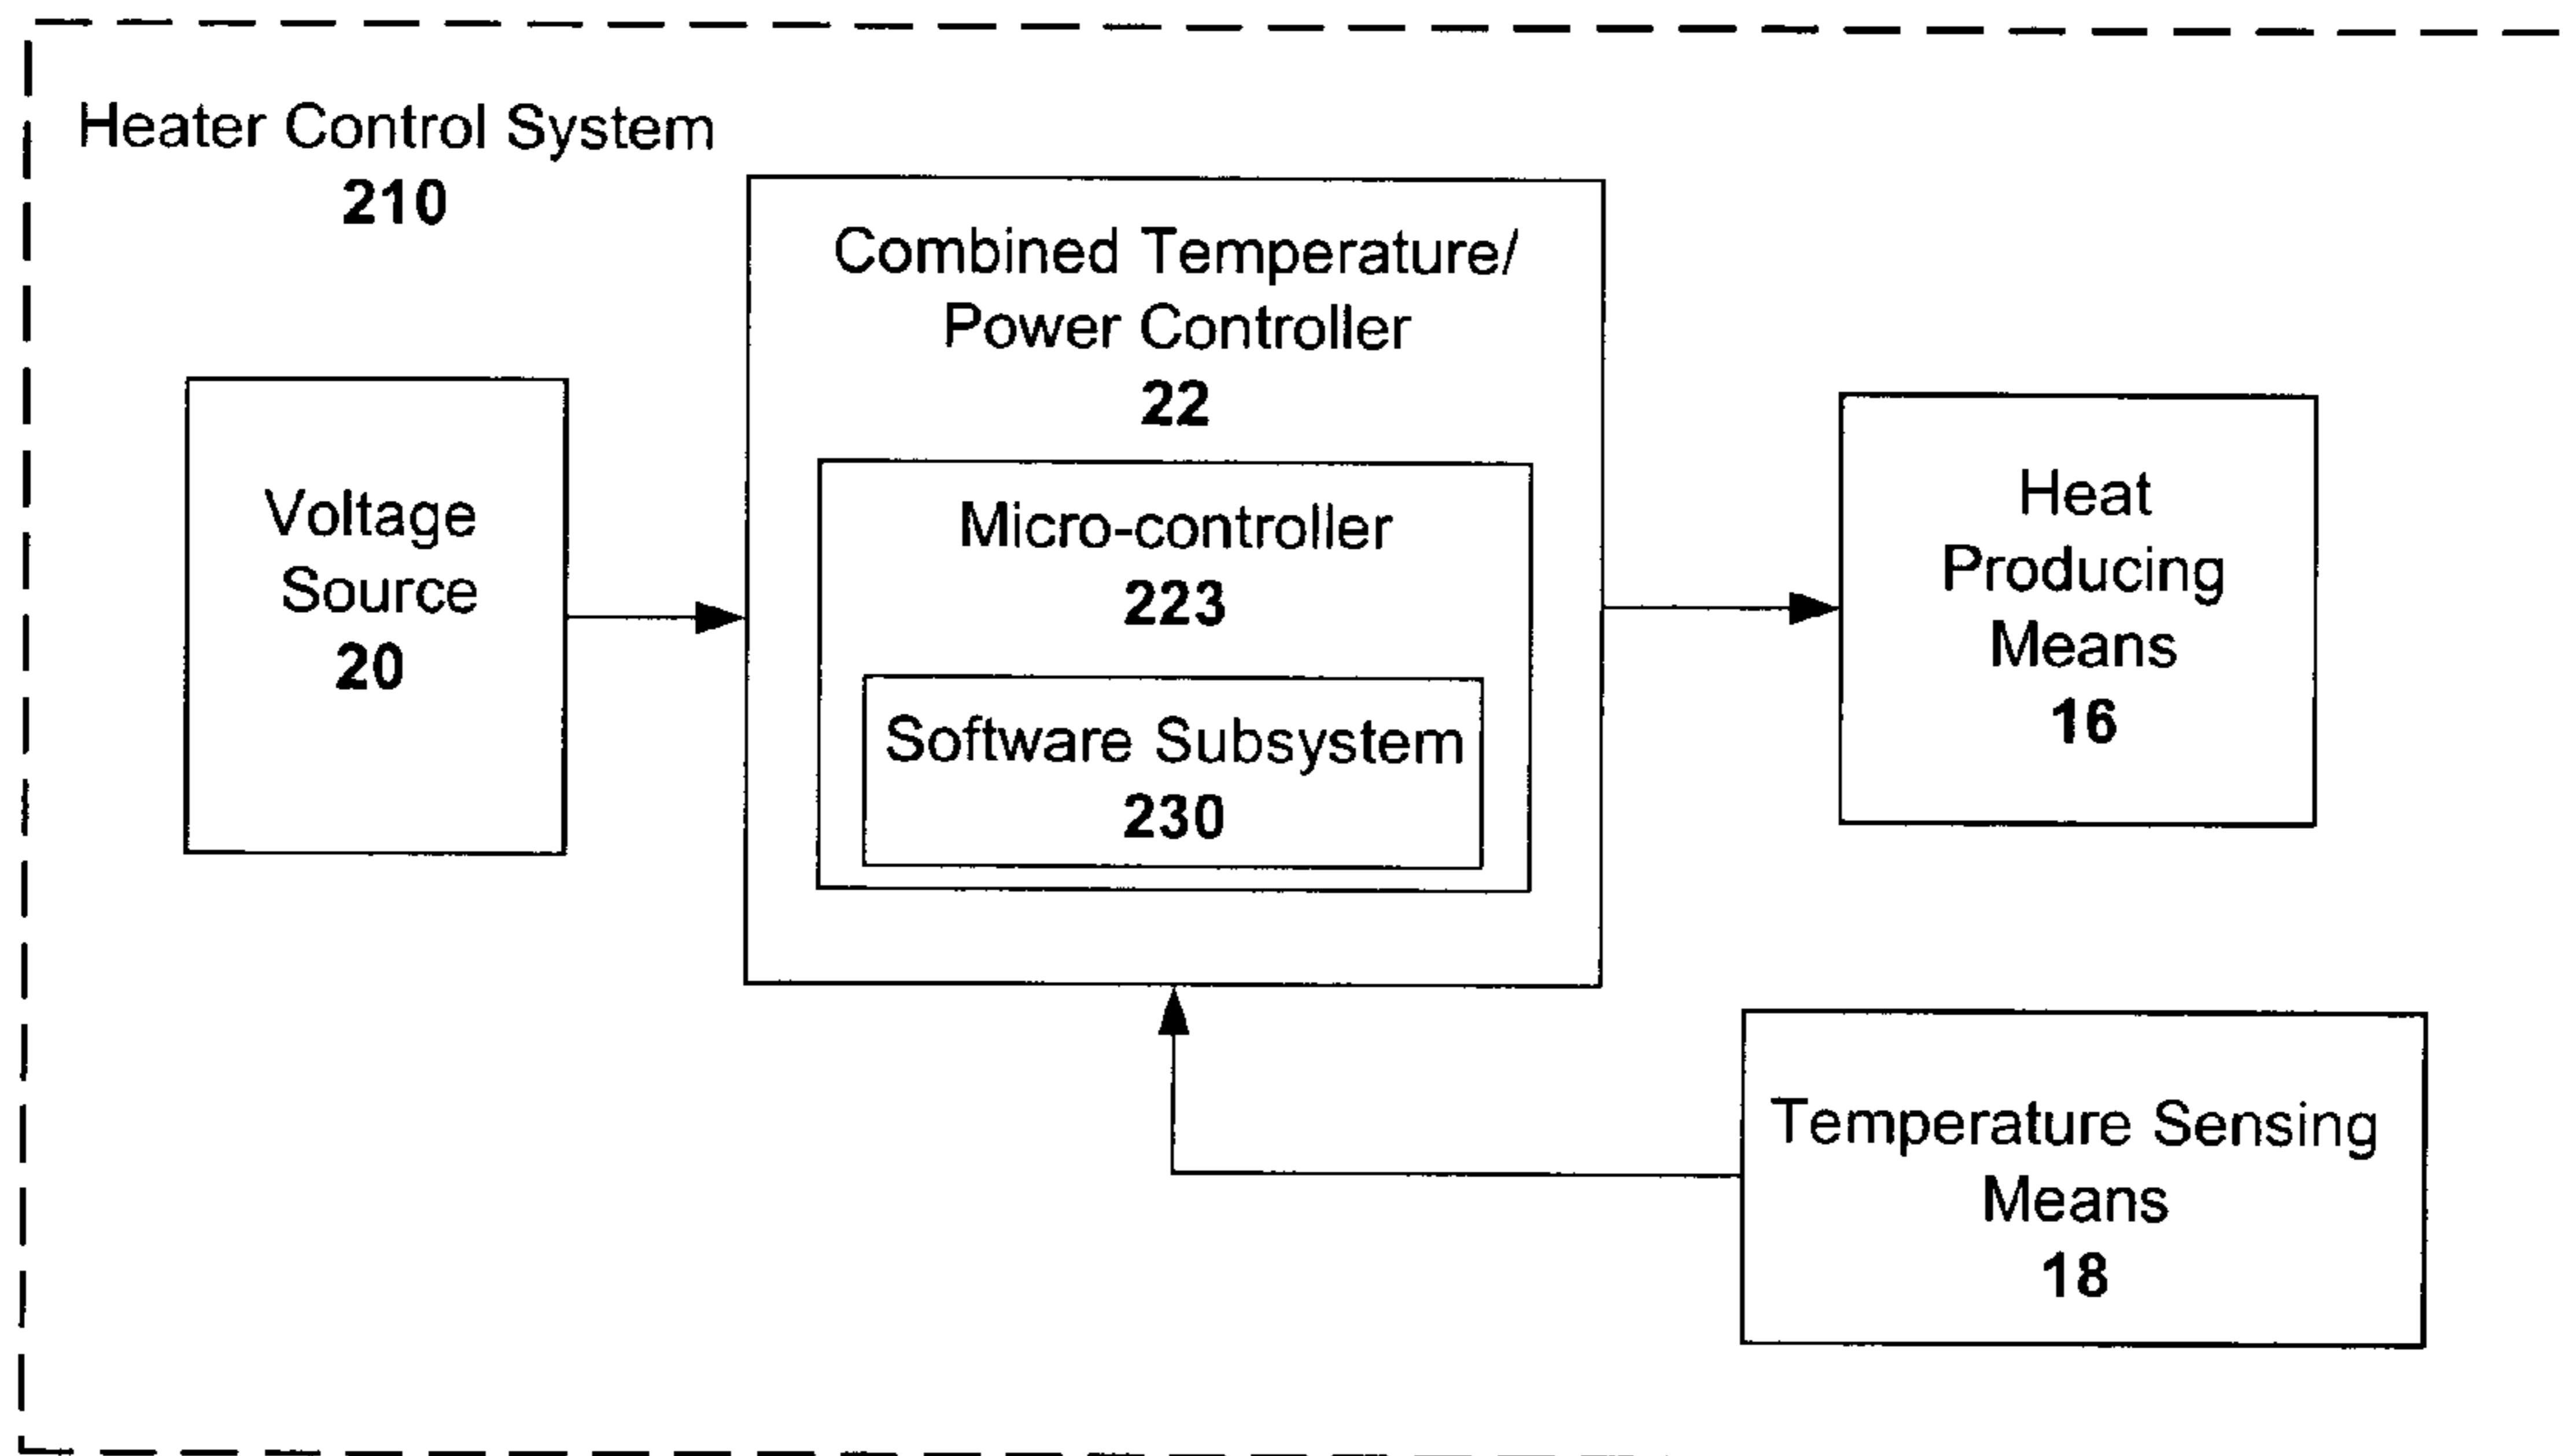 Heater Control System
210
Combined Temperature/
Power Controller
22
Voltage
Source
20
Micro-controller
223
Software Subsystem
230
Heat
Producing
Means
16
Temperature Sensing
Means
18